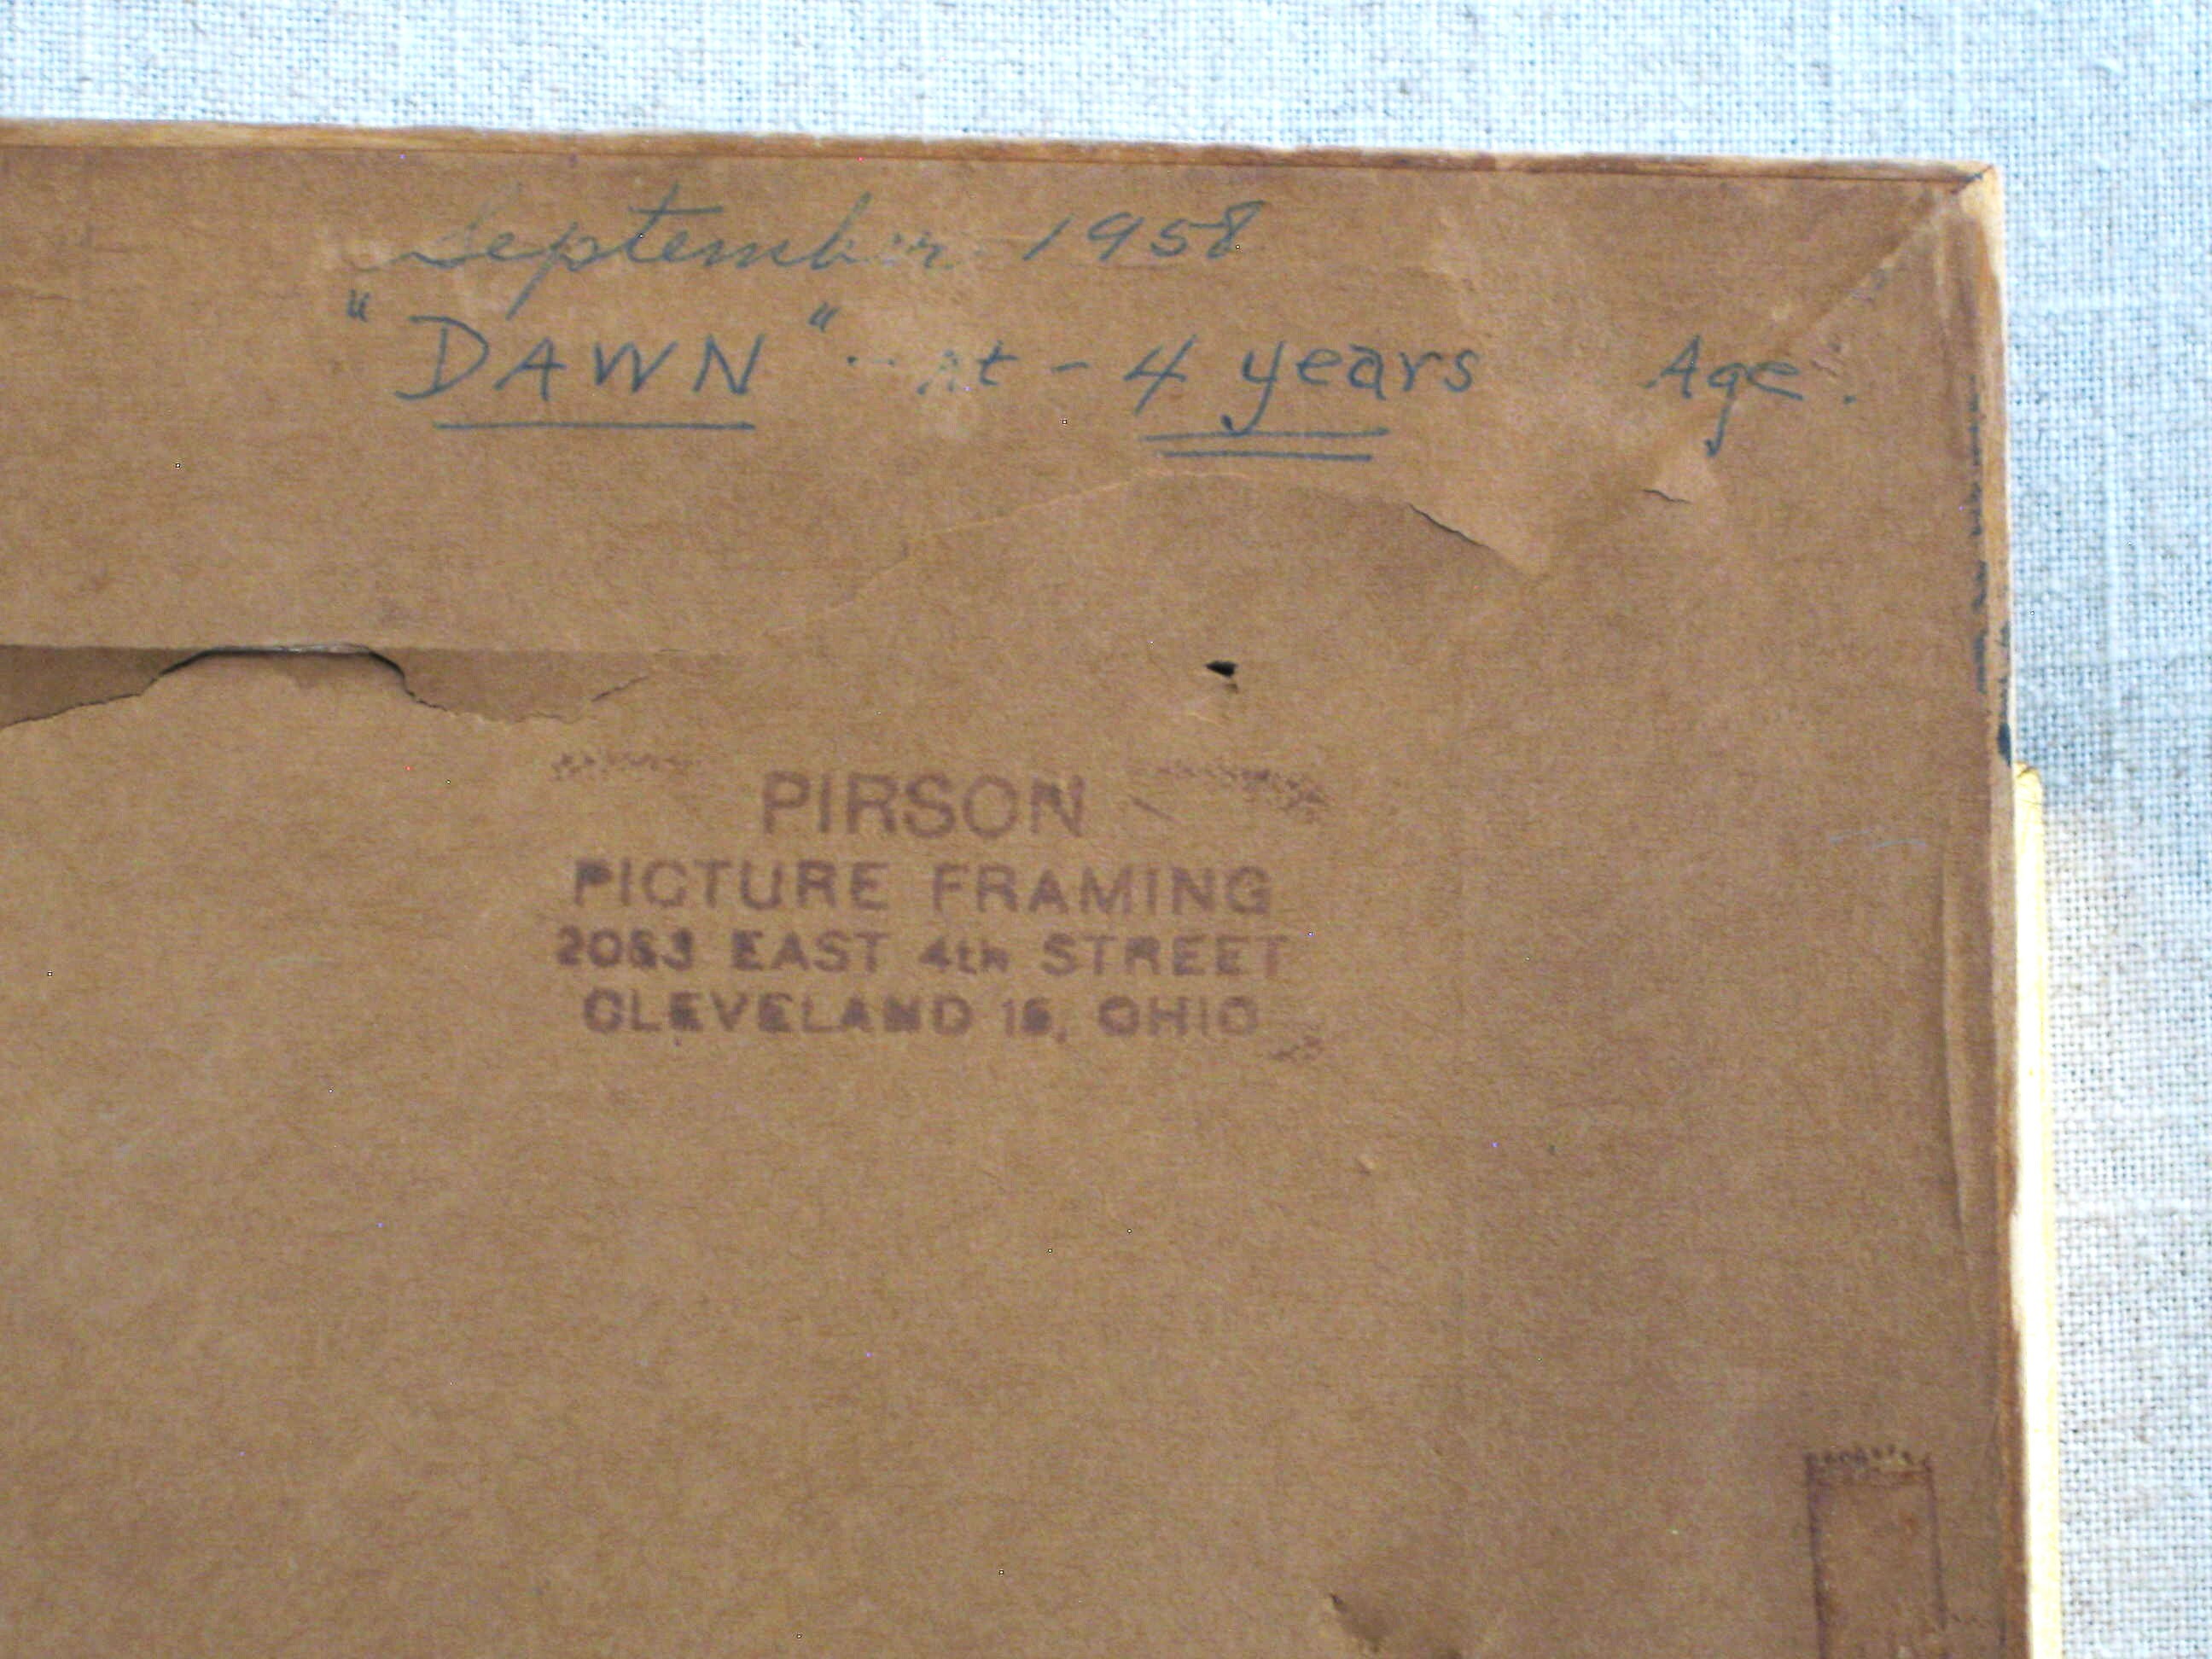 September 1958
"DAWN" -- at - 4 years Age.
PIRSON
PICTURE FRAMING
2083 EAST 4th STREET
CLEVELAND 15, OHIO